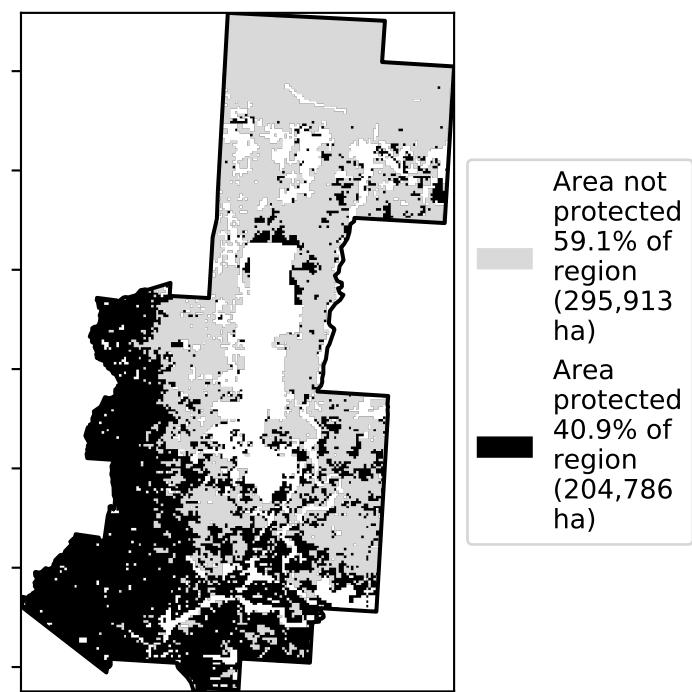 Area not
protected
59.1% of
region
(295,913
ha)
Area
protected
40.9% of
region
(204,786
ha)